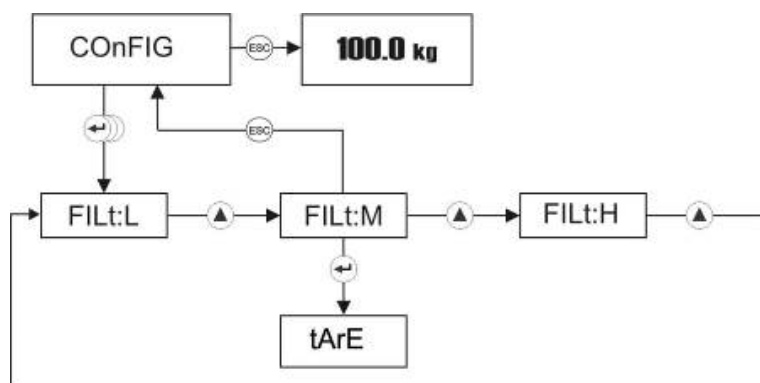 COnFIG
ESC
100.0 kg
ESC
FILt:L
FILt:M
FILt:H
tArE